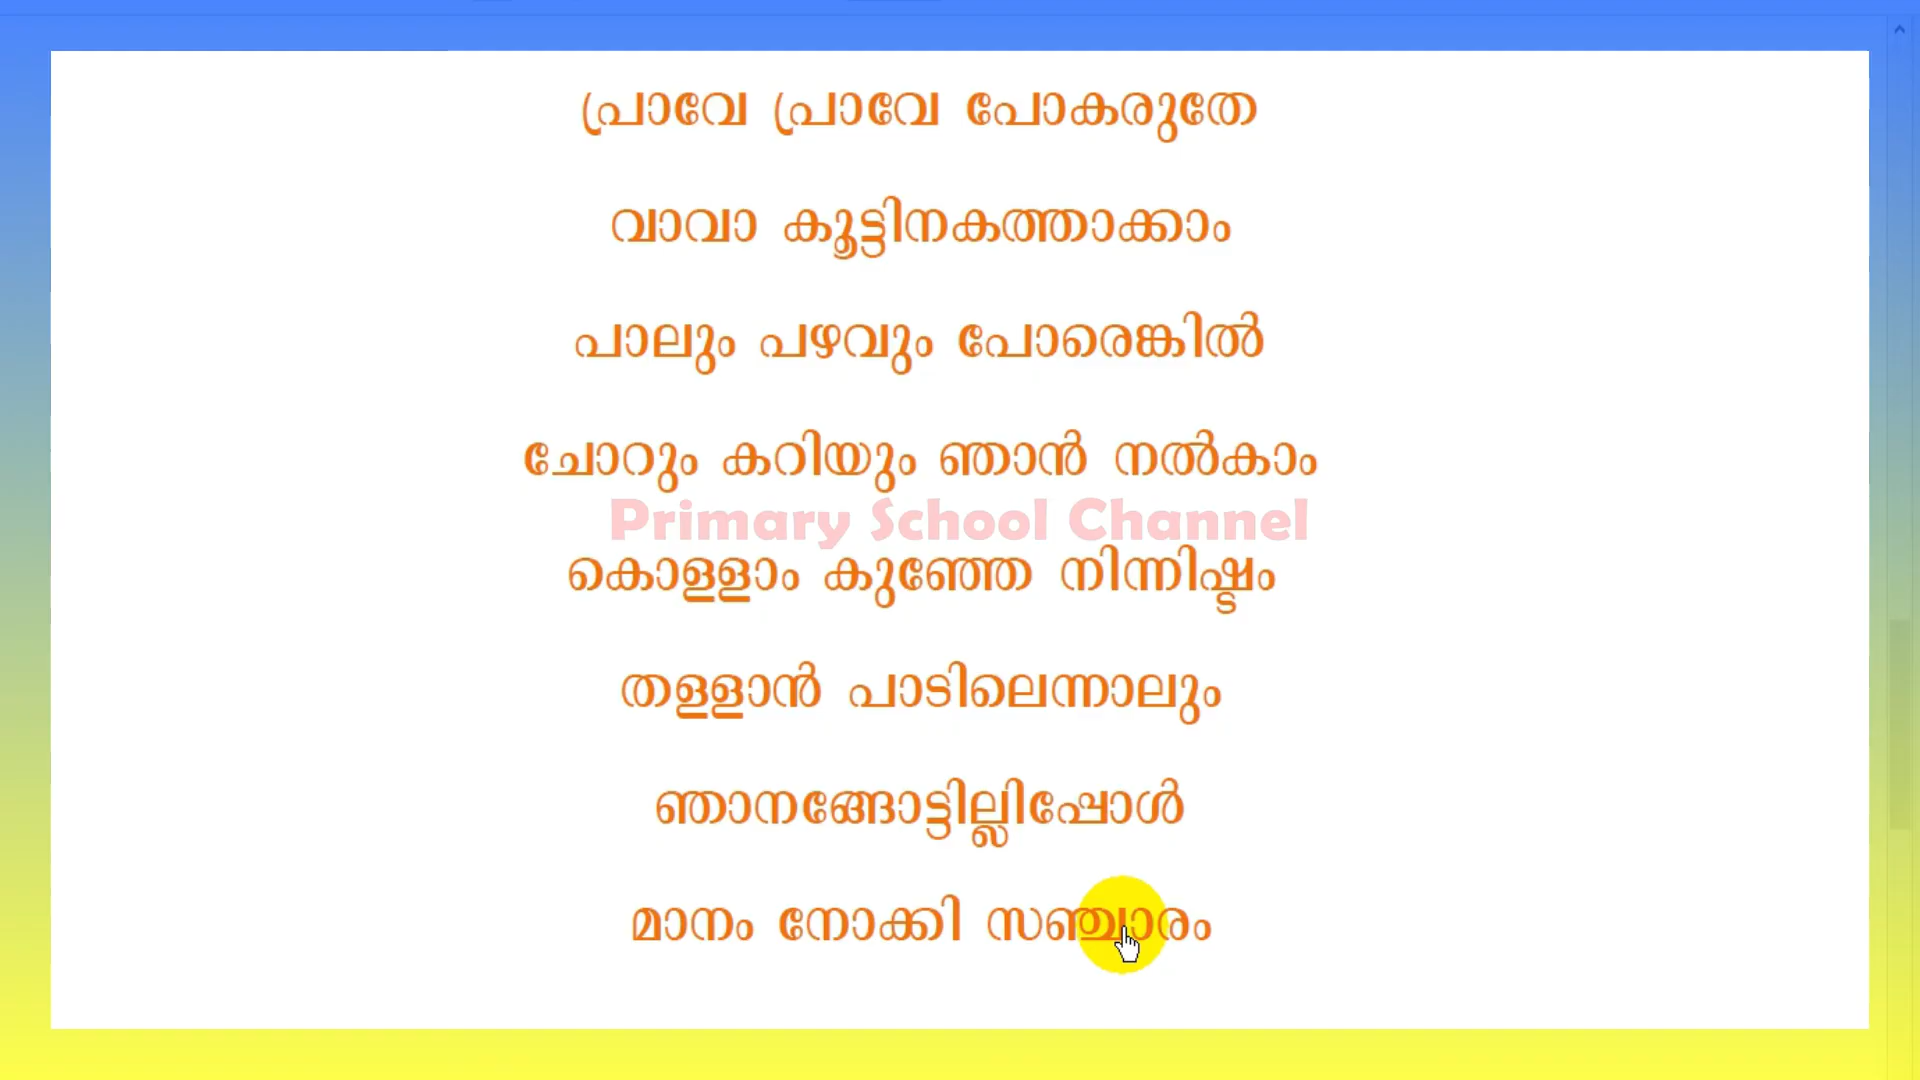 പ്രാവേ പ്രാവേ പോകരുതേ
വാവാ കൂട്ടിനകത്താക്കാം
പാലും പഴവും പോരെങ്കിൽ
ചോറും കറിയും ഞാൻ നൽകാം
Primary School Channel
കൊള്ളാം കുഞ്ഞേ നിന്നിഷ്ടം
തള്ളാൻ പാടിലെന്നാലും
ഞാനങ്ങോട്ടില്ലിപ്പോൾ
മാനം നോക്കി സഞ്ചാരം